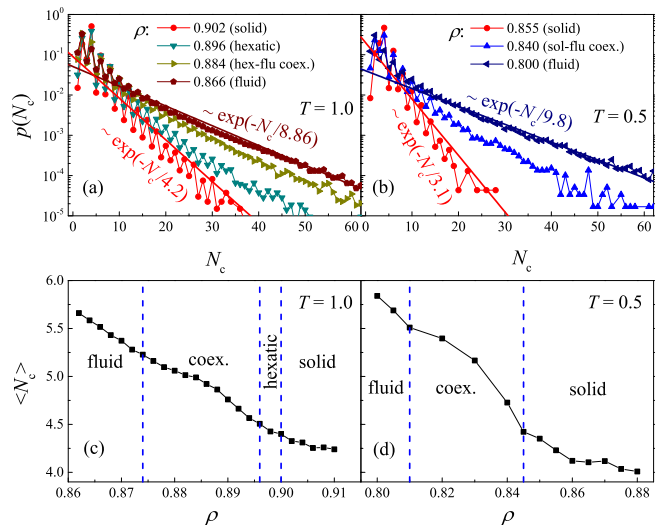 ρ: 0.902 (solid)
0.896 (hexatic)
0.884 (hex-flu coex.)
0.866 (fluid)
T = 1.0
~ exp(-N_c/8.86)
~ exp(-N_c/4.2)
(a)
p(N_c)
10^0
10^-1
10^-2
10^-3
10^-4
10^-5
0 10 20 30 40 50 60
N_c
ρ: 0.855 (solid)
0.840 (sol-flu coex.)
0.800 (fluid)
T = 0.5
~ exp(-N_c/9.8)
~ exp(-N_c/3.1)
(b)
0 10 20 30 40 50 60
N_c
T = 1.0
fluid
coex.
hexatic
solid
(c)
<N_c>
6.0
5.5
5.0
4.5
4.0
0.86 0.87 0.88 0.89 0.90 0.91
ρ
T = 0.5
fluid
coex.
solid
(d)
0.80 0.82 0.84 0.86 0.88
ρ